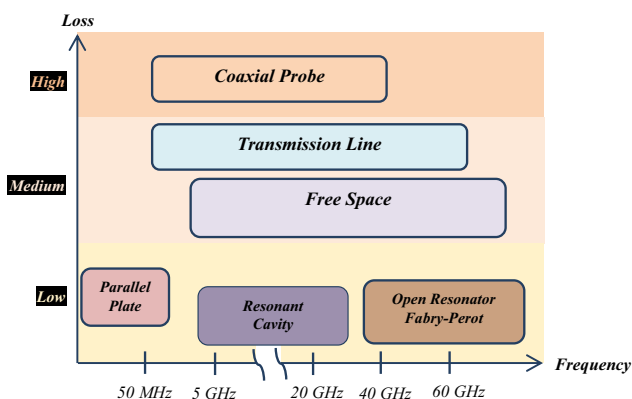 Loss
High
Coaxial Probe
Transmission Line
Medium
Free Space
Low
Parallel
Plate
Resonant
Cavity
Open Resonator
Fabry-Perot
Frequency
50 MHz
5 GHz
20 GHz
40 GHz
60 GHz